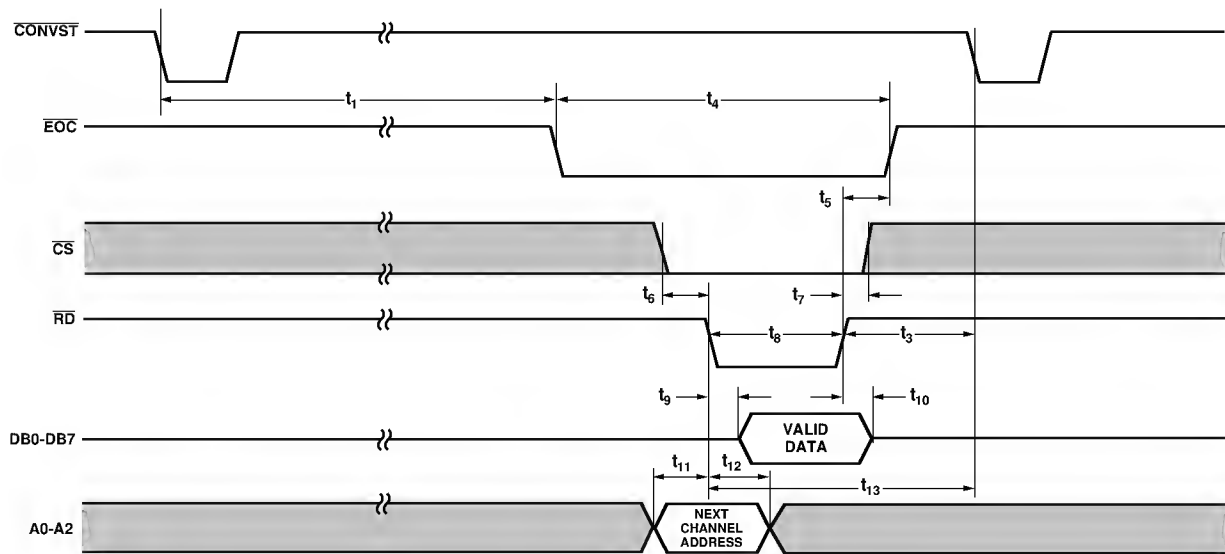 CONVST
t1
t4
EOC
t5
CS
t6
t7
RD
t8
t3
t9
t10
DB0-DB7
VALID
DATA
t11
t12
t13
A0-A2
NEXT
CHANNEL
ADDRESS